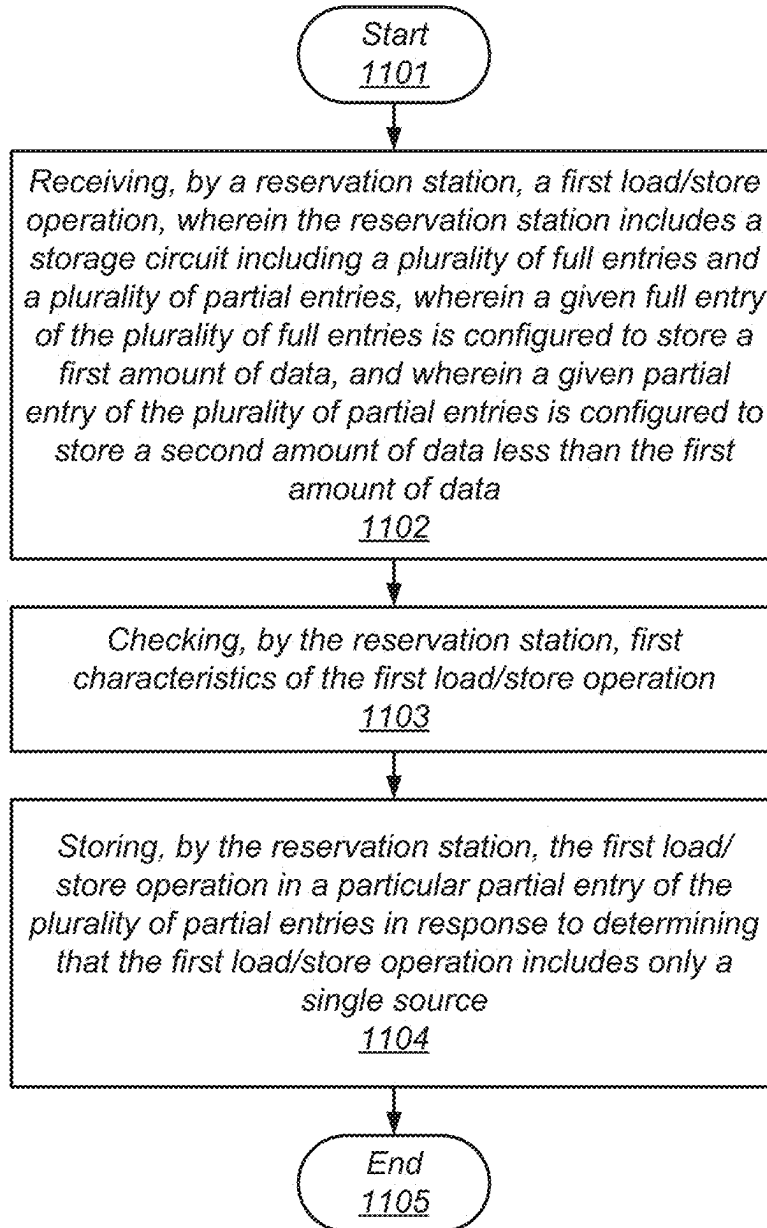 Start
1101
Receiving, by a reservation station, a first load/store
operation, wherein the reservation station includes a
storage circuit including a plurality of full entries and
a plurality of partial entries, wherein a given full entry
of the plurality of full entries is configured to store a
first amount of data, and wherein a given partial
entry of the plurality of partial entries is configured to
store a second amount of data less than the first
amount of data
1102
Checking, by the reservation station, first
characteristics of the first load/store operation
1103
Storing, by the reservation station, the first load/
store operation in a particular partial entry of the
plurality of partial entries in response to determining
that the first load/store operation includes only a
single source
1104
End
1105